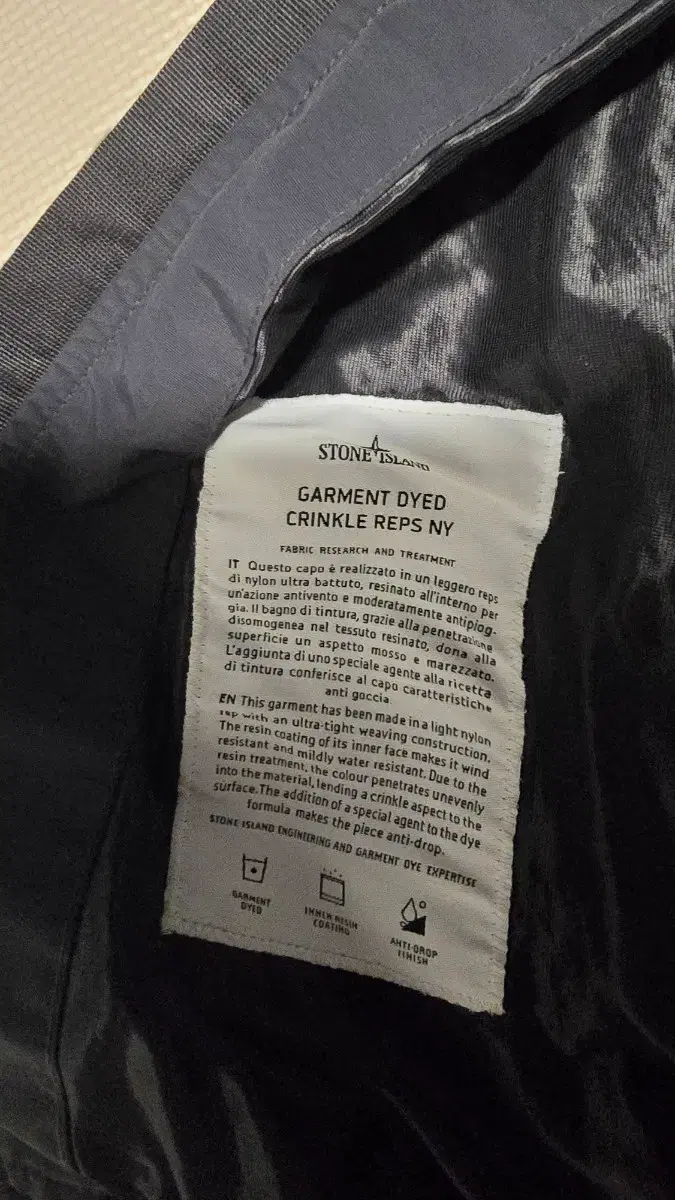 STONE ISLAND
GARMENT DYED
CRINKLE REPS NY
FABRIC RESEARCH AND TREATMENT
IT Questo capo è realizzato in un leggero reps
di nylon ultra battuto, resinato all'interno per
un'azione antivento e moderatamente antipiog-
gia. Il bagno di tintura, grazie alla penetrazione
disomogenea nel tessuto resinato, dona alla
superficie un aspetto mosso e marezzato.
L'aggiunta di uno speciale agente alla ricetta
di tintura conferisce al capo caratteristiche
anti goccia.
EN This garment has been made in a light nylon
rep with an ultra-tight weaving construction.
The resin coating of its inner face makes it wind
resistant and mildly water resistant. Due to the
resin treatment, the colour penetrates unevenly
into the material, lending a crinkle aspect to the
surface. The addition of a special agent to the dye
formula makes the piece anti-drop.
STONE ISLAND ENGINEERING AND GARMENT DYE EXPERTISE
GARMENT
DYED
INNER RESIN
COATING
ANTI-DROP
FINISH